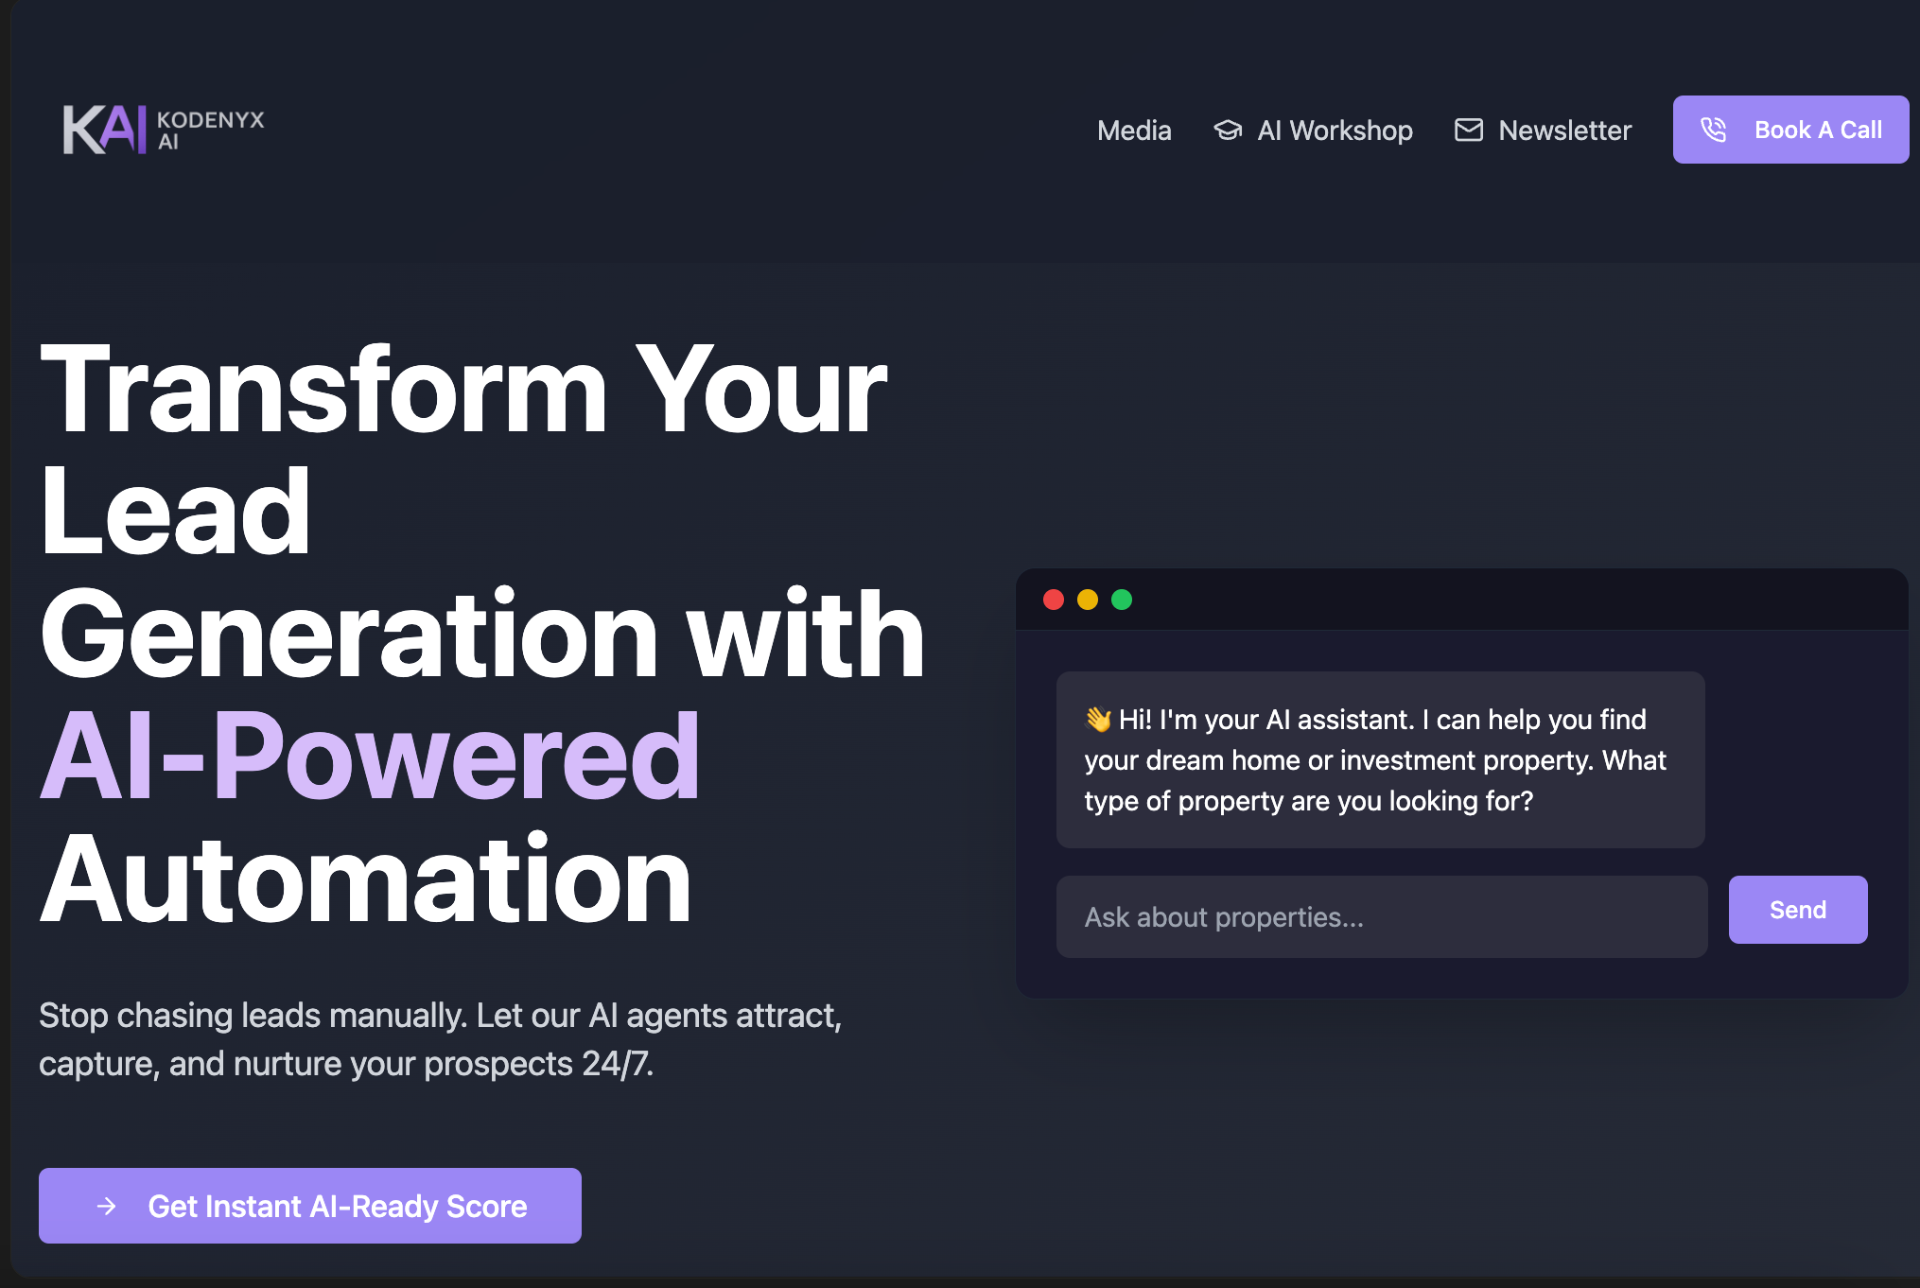 KAI KODENYX
AI
Media AI Workshop Newsletter Book A Call
Transform Your
Lead
Generation with
AI-Powered
Automation
Stop chasing leads manually. Let our AI agents attract,
capture, and nurture your prospects 24/7.
Get Instant AI-Ready Score
👋 Hi! I'm your AI assistant. I can help you find
your dream home or investment property. What
type of property are you looking for?
Ask about properties...
Send